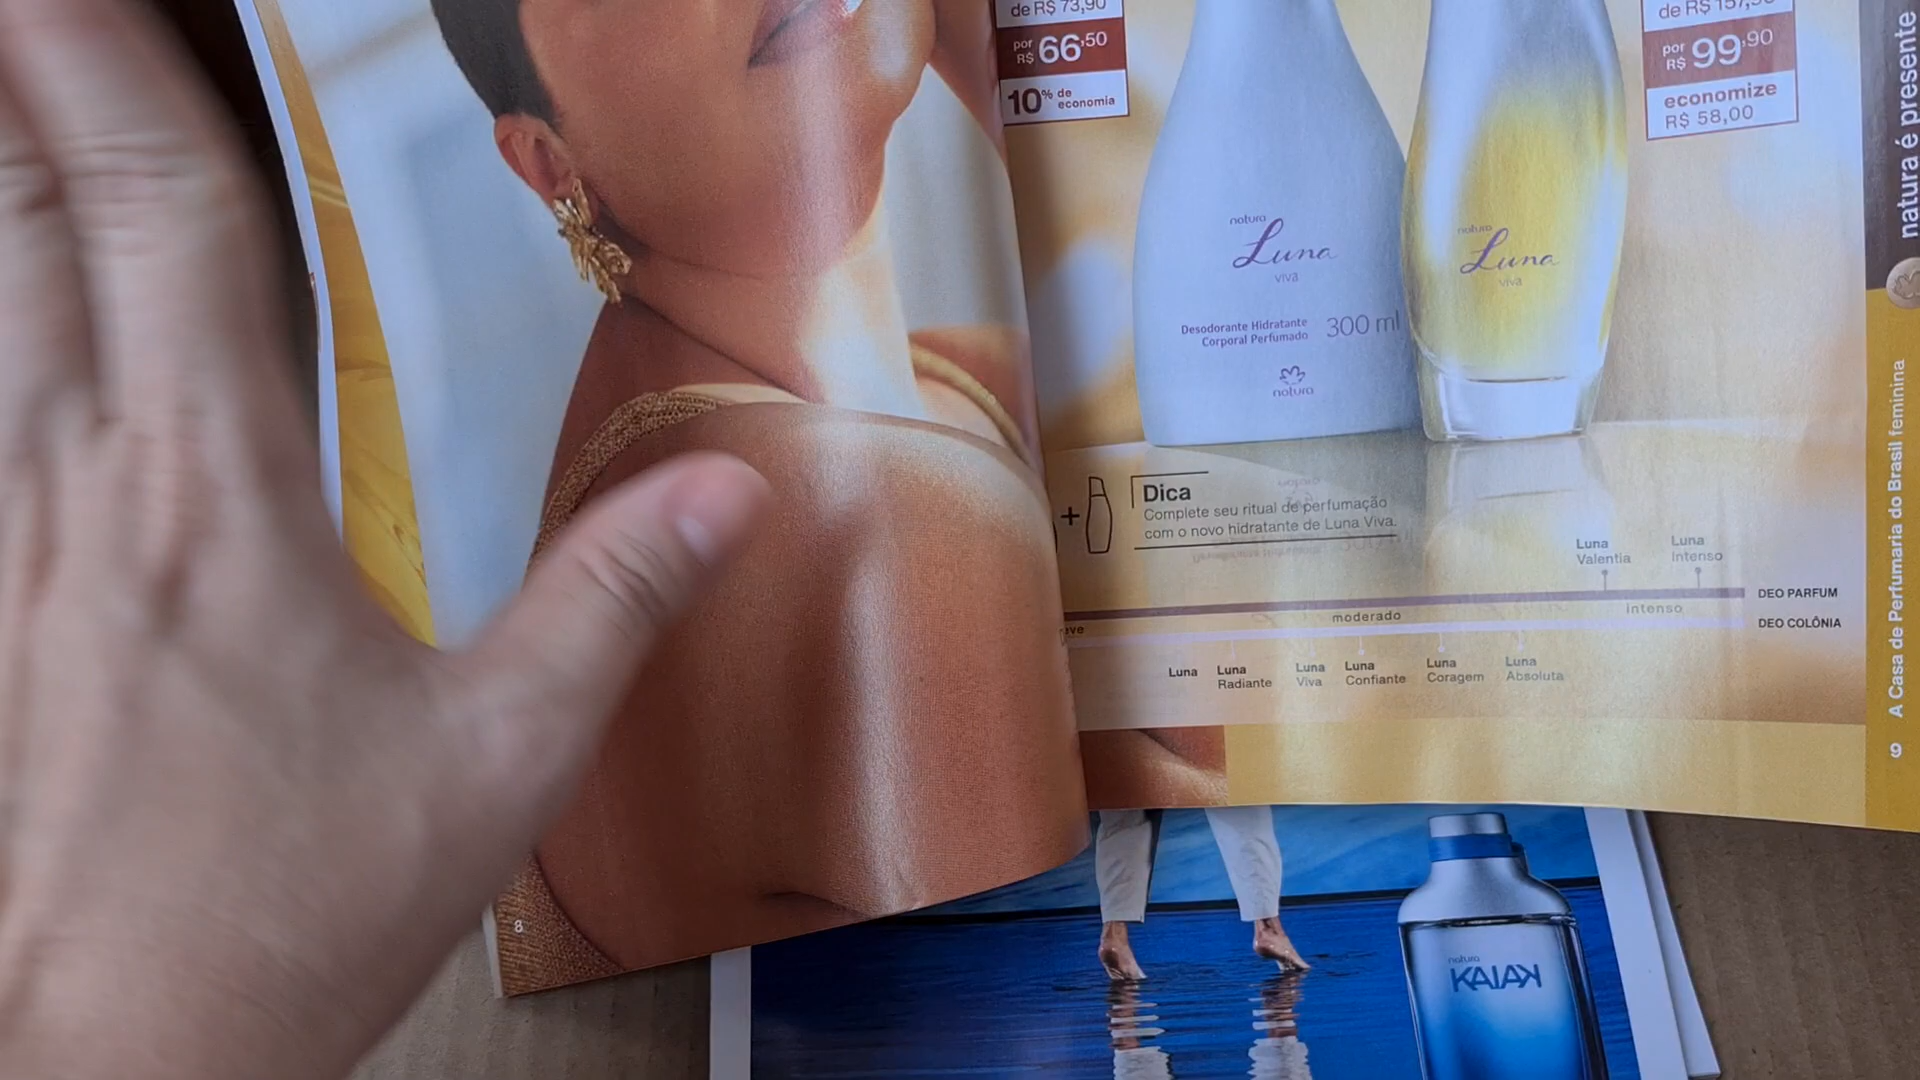 de R$ 73,90
por
R$ 66,50
10% de
economia
por
R$ 99,90
economize
R$ 58,00
natura
Luna
viva
Desodorante Hidratante
Corporal Perfumado
300 ml
natura
natura
Luna
viva
+
Dica
Complete seu ritual de perfumação
com o novo hidratante de Luna Viva.
Luna
Valentia
Luna
Intenso
DEO PARFUM
moderado
intenso
DEO COLÔNIA
Luna
Luna
Radiante
Luna
Viva
Luna
Confiante
Luna
Coragem
Luna
Absoluta
natura é presente
A Casa de Perfumaria do Brasil feminina
9
8
natura
KAIAK